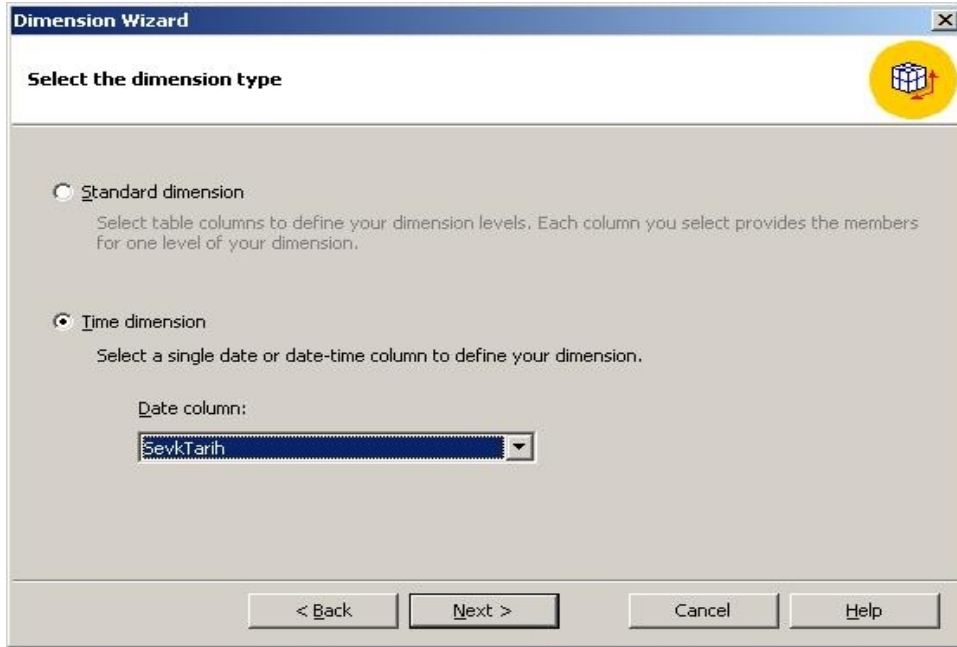 Dimension Wizard
Select the dimension type
Standard dimension
Select table columns to define your dimension levels. Each column you select provides the members
for one level of your dimension.
Time dimension
Select a single date or date-time column to define your dimension.
Date column:
SevkTarih
< Back Next > Cancel Help